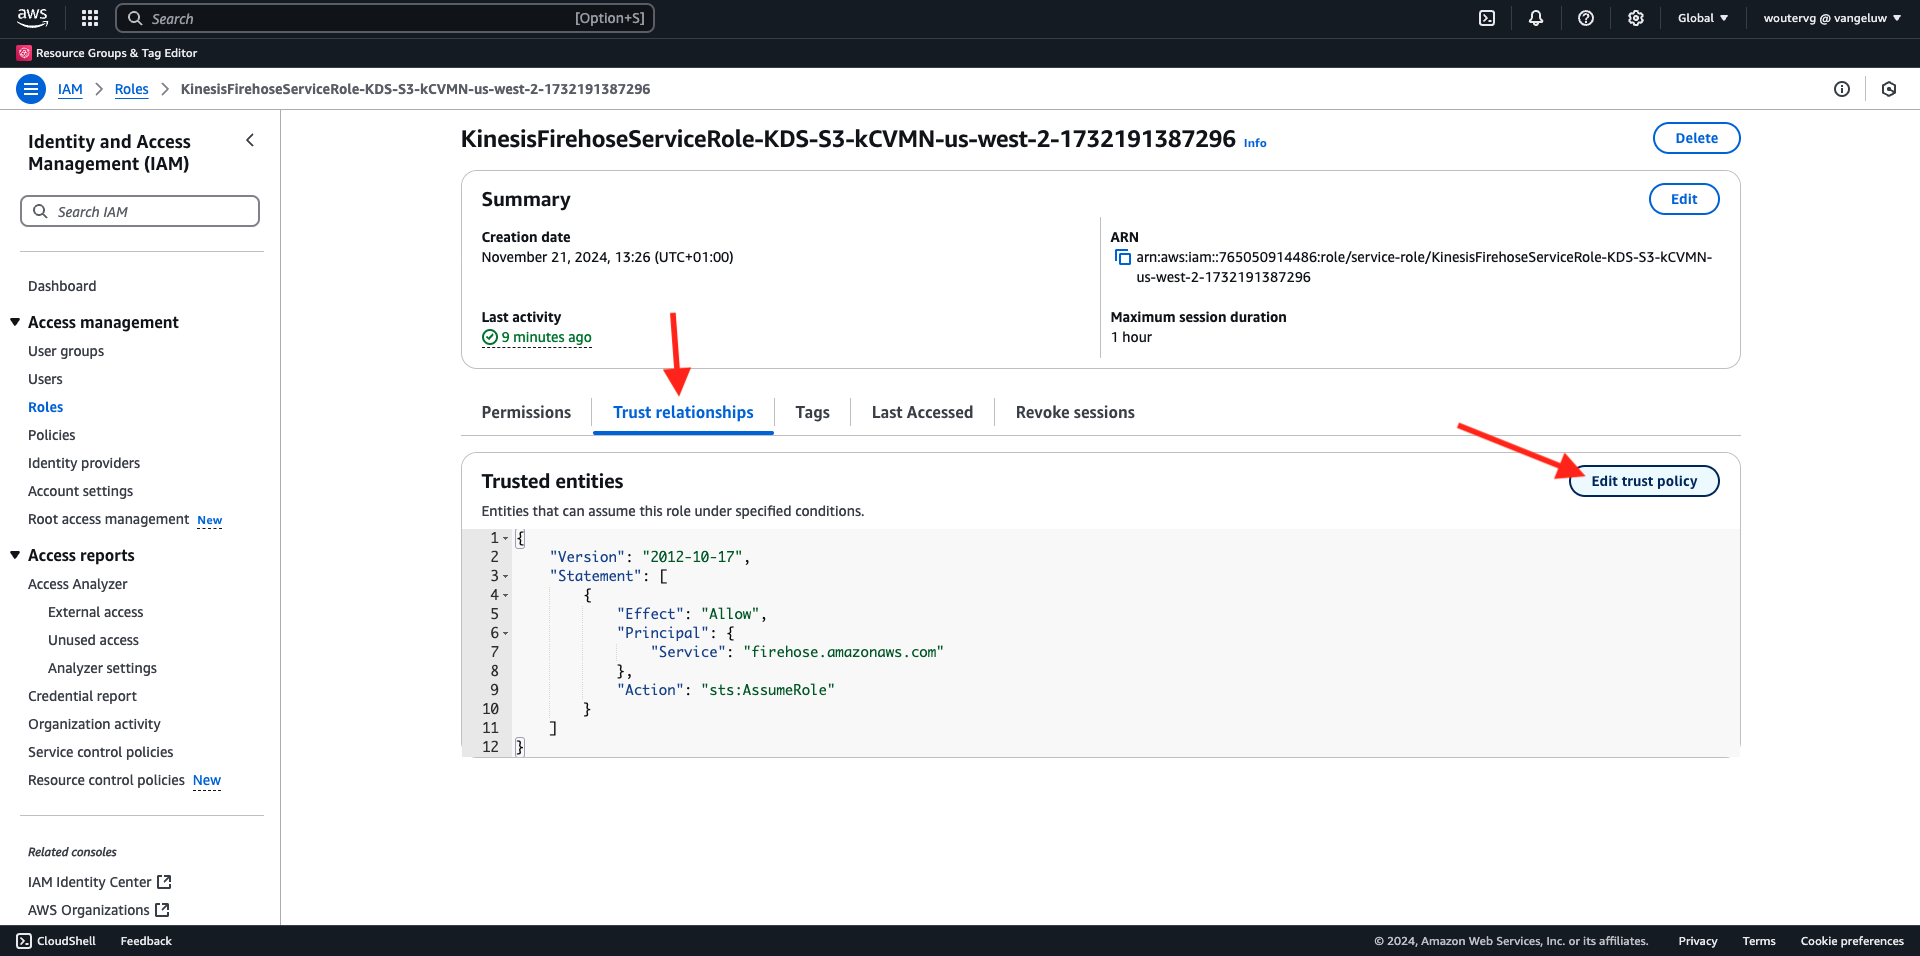 aws
Search
[Option+S]
Global
woutervg @ vangeluw
Resource Groups & Tag Editor
IAM
Roles
KinesisFirehoseServiceRole-KDS-S3-kCVMN-us-west-2-1732191387296
Identity and Access
Management (IAM)
Search IAM
Dashboard
Access management
User groups
Users
Roles
Policies
Identity providers
Account settings
Root access management New
Access reports
Access Analyzer
External access
Unused access
Analyzer settings
Credential report
Organization activity
Service control policies
Resource control policies New
Related consoles
IAM Identity Center
AWS Organizations
KinesisFirehoseServiceRole-KDS-S3-kCVMN-us-west-2-1732191387296 Info
Delete
Summary
Edit
Creation date
November 21, 2024, 13:26 (UTC+01:00)
ARN
arn:aws:iam::765050914486:role/service-role/KinesisFirehoseServiceRole-KDS-S3-kCVMN-
us-west-2-1732191387296
Last activity
9 minutes ago
Maximum session duration
1 hour
Permissions
Trust relationships
Tags
Last Accessed
Revoke sessions
Trusted entities
Edit trust policy
Entities that can assume this role under specified conditions.
1 {
2 "Version": "2012-10-17",
3 "Statement": [
4 {
5 "Effect": "Allow",
6 "Principal": {
7 "Service": "firehose.amazonaws.com"
8 },
9 "Action": "sts:AssumeRole"
10 }
11 ]
12 }
CloudShell
Feedback
© 2024, Amazon Web Services, Inc. or its affiliates.
Privacy
Terms
Cookie preferences